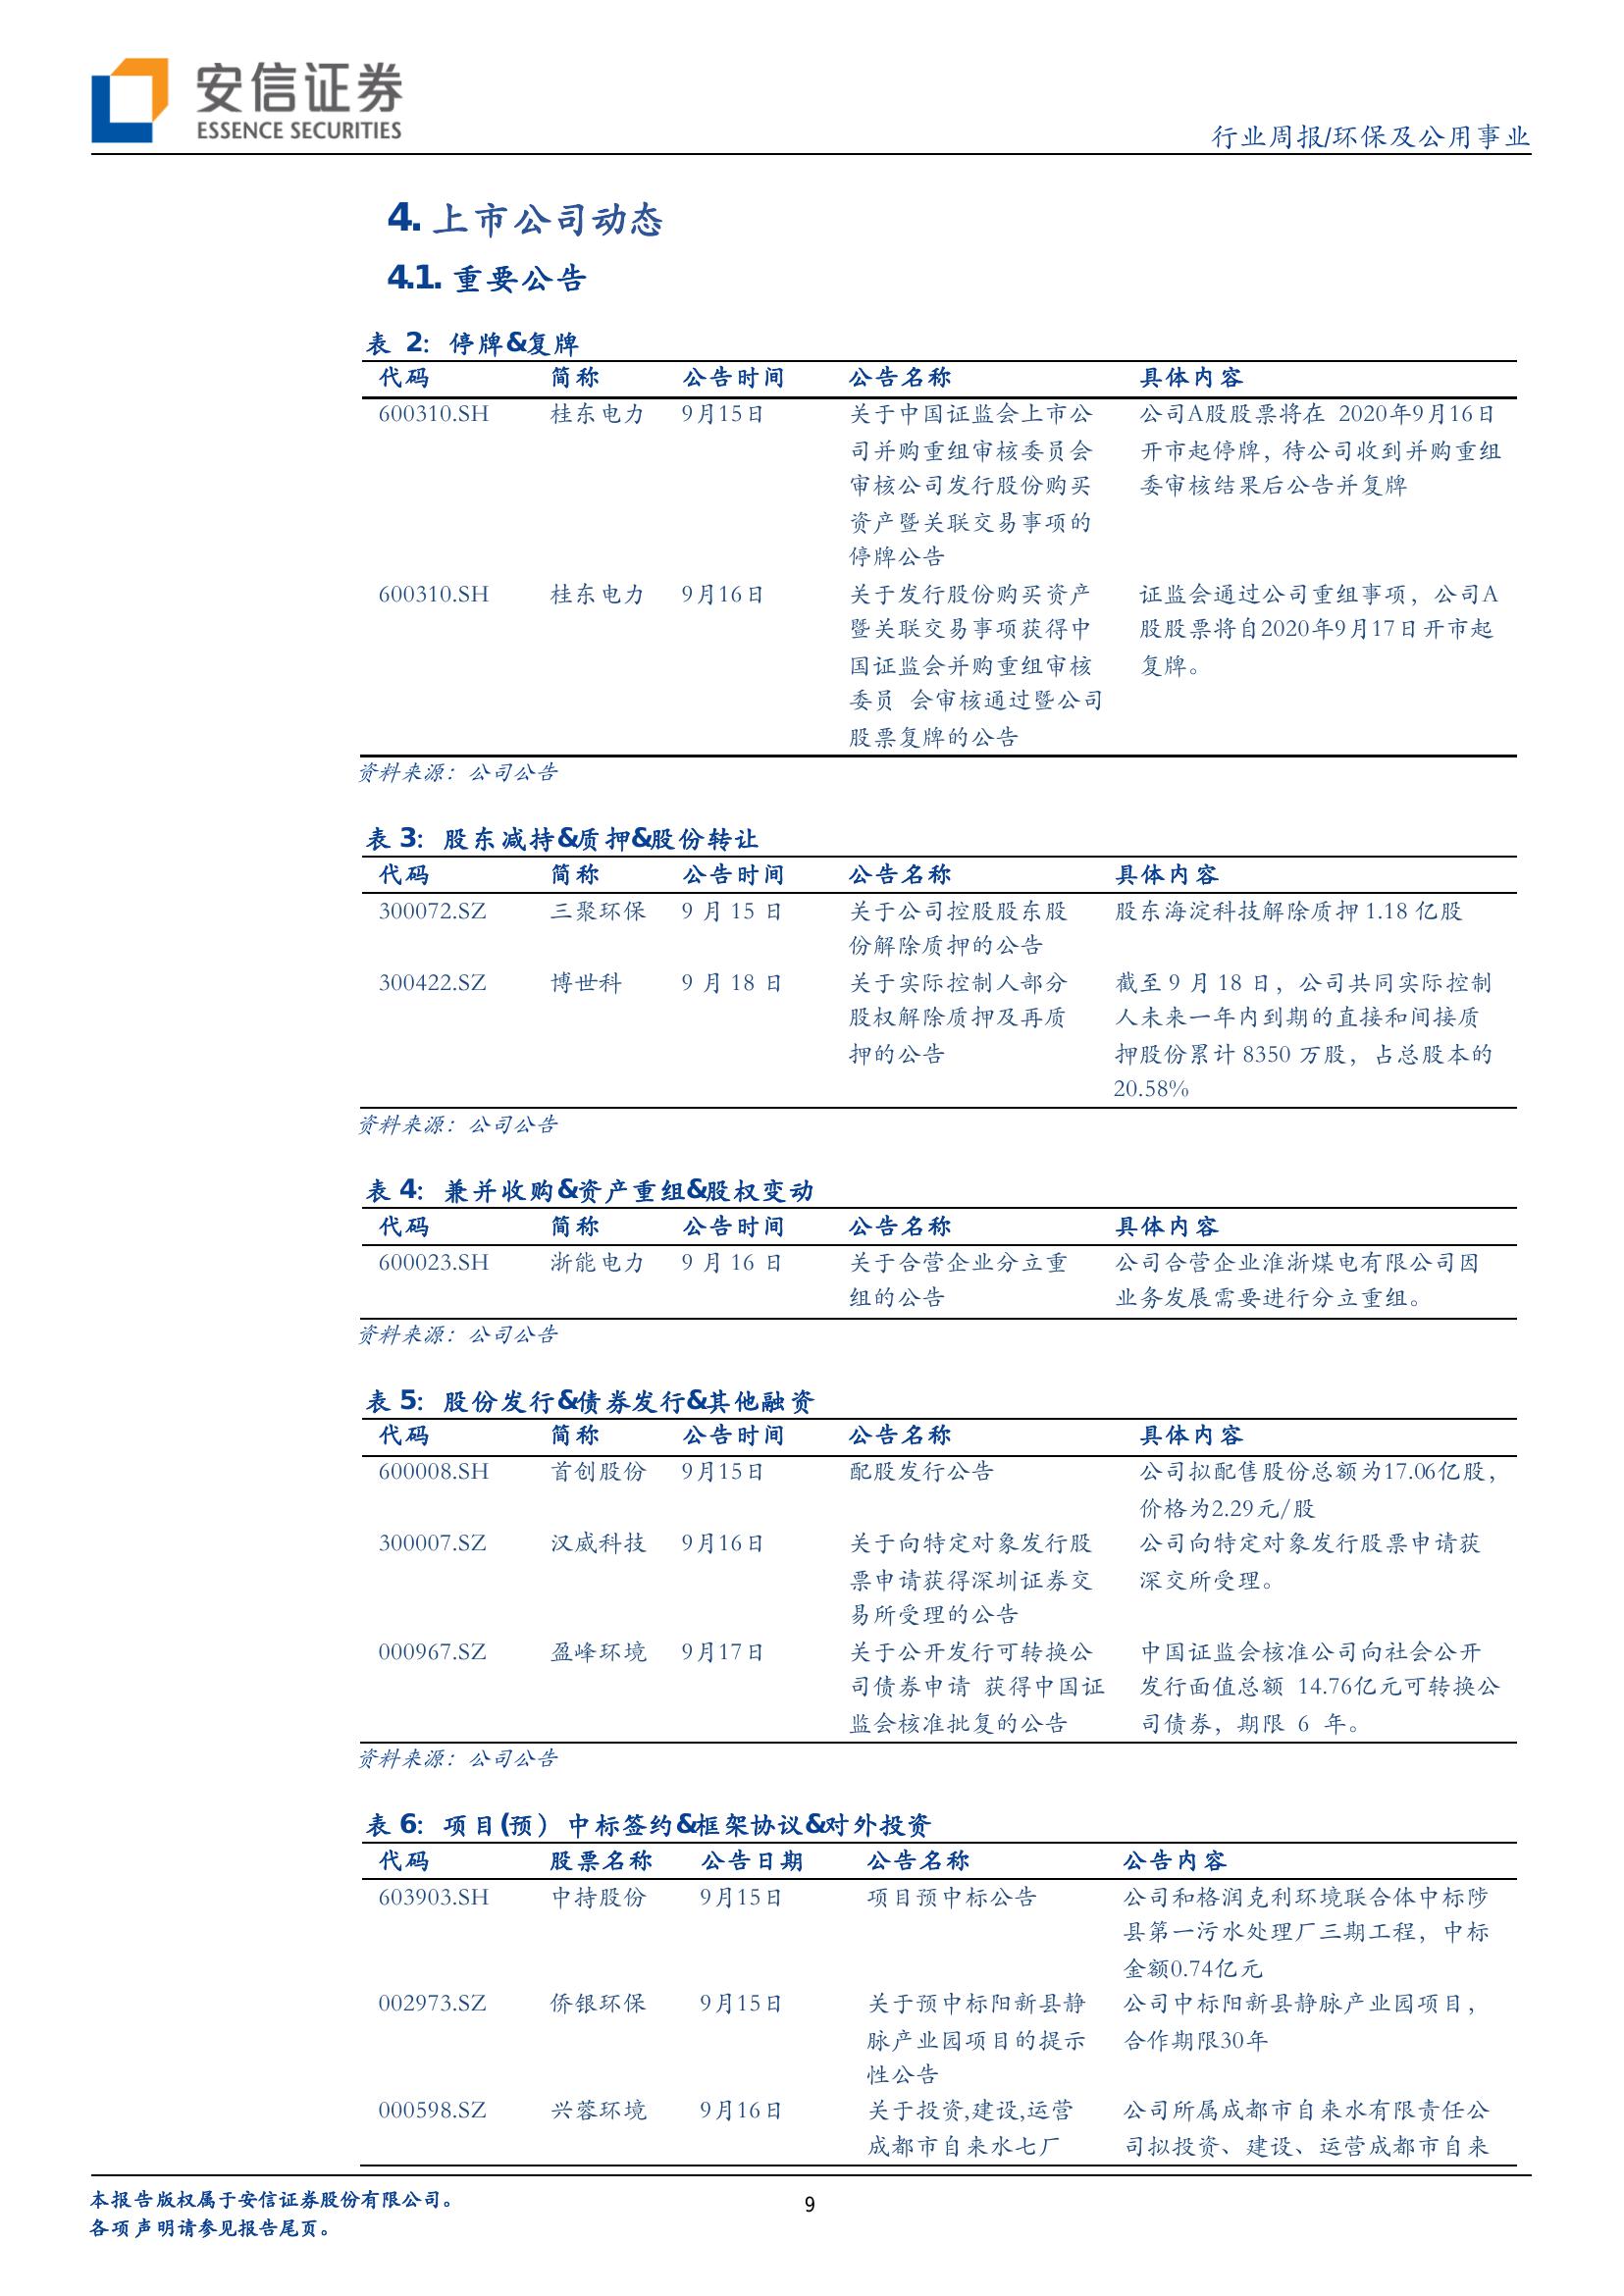 安信证券
ESSENCE SECURITIES
行业周报/环保及公用事业
4. 上市公司动态
4.1. 重要公告
表 2: 停牌&复牌
代码 简称 公告时间 公告名称 具体内容
600310.SH 桂东电力 9月15日 关于中国证监会上市公 公司A股股票将在 2020年9月16日
司并购重组审核委员会 开市起停牌，待公司收到并购重组
审核公司发行股份购买 委审核结果后公告并复牌
资产暨关联交易事项的
停牌公告
600310.SH 桂东电力 9月16日 关于发行股份购买资产 证监会通过公司重组事项，公司A
暨关联交易事项获得中 股股票将自2020年9月17日开市起
国证监会并购重组审核 复牌。
委员 会审核通过暨公司
股票复牌的公告
资料来源：公司公告
表 3: 股东减持&质押&股份转让
代码 简称 公告时间 公告名称 具体内容
300072.SZ 三聚环保 9 月 15 日 关于公司控股股东股 股东海淀科技解除质押 1.18 亿股
份解除质押的公告
300422.SZ 博世科 9 月 18 日 关于实际控制人部分 截至 9 月 18 日，公司共同实际控制
股权解除质押及再质 人未来一年内到期的直接和间接质
押的公告 押股份累计 8350 万股，占总股本的
20.58%
资料来源：公司公告
表 4: 兼并收购&资产重组&股权变动
代码 简称 公告时间 公告名称 具体内容
600023.SH 浙能电力 9 月 16 日 关于合营企业分立重 公司合营企业淮浙煤电有限公司因
组的公告 业务发展需要进行分立重组。
资料来源：公司公告
表 5: 股份发行&债券发行&其他融资
代码 简称 公告时间 公告名称 具体内容
600008.SH 首创股份 9月15日 配股发行公告 公司拟配售股份总额为17.06亿股，
价格为2.29元/股
300007.SZ 汉威科技 9月16日 关于向特定对象发行股 公司向特定对象发行股票申请获
票申请获得深圳证券交 深交所受理。
易所受理的公告
000967.SZ 盈峰环境 9月17日 关于公开发行可转换公 中国证监会核准公司向社会公开
司债券申请 获得中国证 发行面值总额 14.76亿元可转换公
监会核准批复的公告 司债券，期限 6 年。
资料来源：公司公告
表 6: 项目(预）中标签约&框架协议&对外投资
代码 股票名称 公告日期 公告名称 公告内容
603903.SH 中持股份 9月15日 项目预中标公告 公司和格润克利环境联合体中标陟
县第一污水处理厂三期工程，中标
金额0.74亿元
002973.SZ 侨银环保 9月15日 关于预中标阳新县静 公司中标阳新县静脉产业园项目，
脉产业园项目的提示 合作期限30年
性公告
000598.SZ 兴蓉环境 9月16日 关于投资,建设,运营 公司所属成都市自来水有限责任公
成都市自来水七厂 司拟投资、建设、运营成都市自来
本报告版权属于安信证券股份有限公司。
9
各项声明请参见报告尾页。